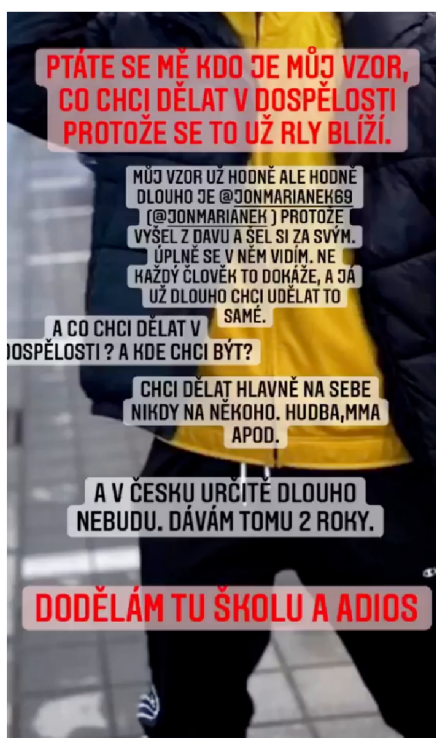 PTÁTE SE MĚ KDO JE MŮJ VZOR,
CO CHCI DĚLAT V DOSPĚLOSTI
PROTOŽE SE TO UŽ RLY BLÍŽÍ.
MŮJ VZOR UŽ HODNĚ ALE HODNĚ
DLOUHO JE @JONMARIANEK69
(@JONMARIÁNEK ) PROTOŽE
VYŠEL Z DAVU A ŠEL SI ZA SVÝM.
ÚPLNĚ SE V NĚM VIDÍM. NE
KAŽDÝ ČLOVĚK TO DOKÁŽE, A JÁ
UŽ DLOUHO CHCI UDĚLAT TO
SAMÉ.
A CO CHCI DĚLAT V
DOSPĚLOSTI ? A KDE CHCI BÝT?
CHCI DĚLAT HLAVNĚ NA SEBE
NIKDY NA NĚKOHO. HUDBA,MMA
APOD.
A V ČESKU URČITĚ DLOUHO
NEBUDU. DÁVÁM TOMU 2 ROKY.
DODĚLÁM TU ŠKOLU A ADIOS